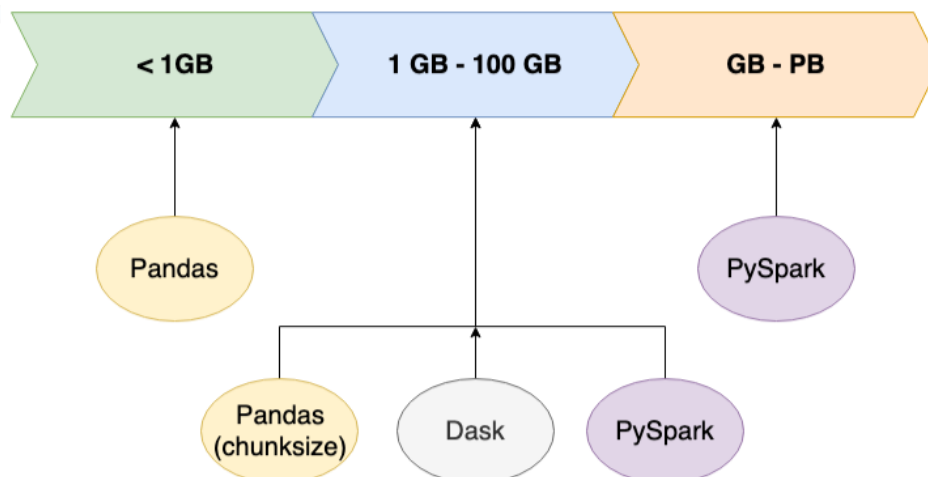 < 1GB
1 GB - 100 GB
GB - PB
Pandas
PySpark
Pandas
(chunksize)
Dask
PySpark